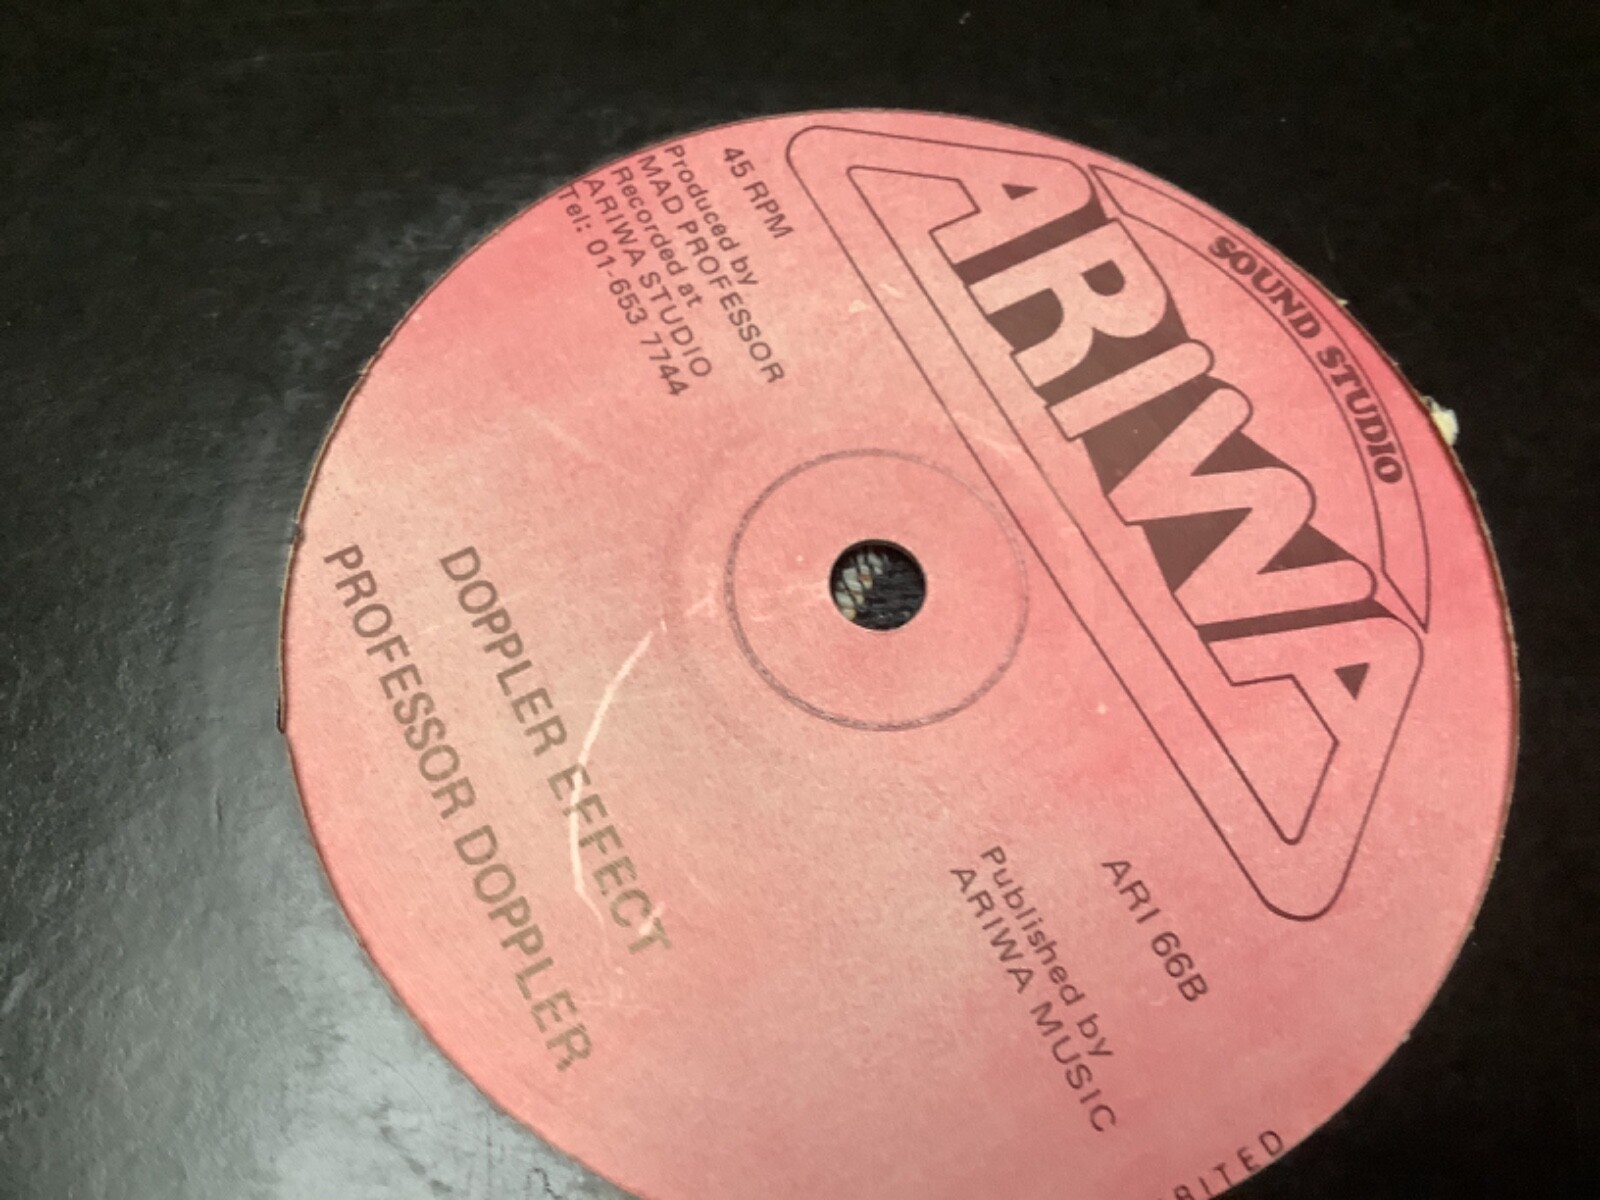 SOUND STUDIO
ARIWA
45 RPM
Produced by
MAD PROFESSOR
Recorded at
ARIWA STUDIO
Tel: 01-653 7744
ARI 66B
Published by
ARIWA MUSIC
DOPPLER EFFECT
PROFESSOR DOPPLER